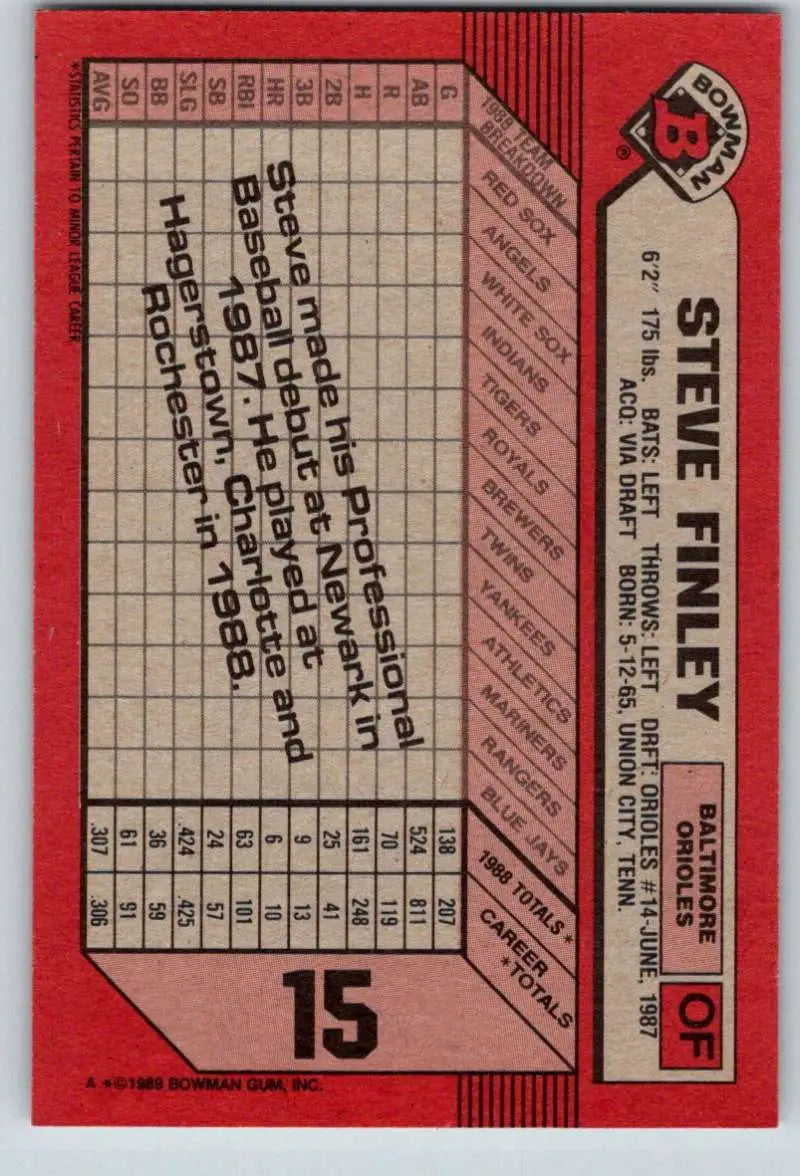 BOWMAN
B
®
STEVE FINLEY
BALTIMORE
ORIOLES
OF
6'2" 175 lbs. BATS: LEFT THROWS: LEFT DRFT: ORIOLES #14-JUNE, 1987
ACQ: VIA DRAFT BORN: 5-12-65, UNION CITY, TENN.
1988 TEAM
BREAKDOWN
RED SOX
ANGELS
WHITE SOX
INDIANS
TIGERS
ROYALS
BREWERS
TWINS
YANKEES
ATHLETICS
MARINERS
RANGERS
BLUE JAYS
1988 TOTALS*
CAREER
*TOTALS
G 138 207
AB 524 811
R 70 119
H 161 248
2B 25 41
3B 9 13
HR 6 10
RBI 63 101
SB 24 57
SLG .424 .425
BB 36 59
SO 61 91
AVG .307 .306
Steve made his Professional
Baseball debut at Newark in
1987. He played at
Hagerstown, Charlotte and
Rochester in 1988.
15
*STATISTICS PERTAIN TO MINOR LEAGUE CAREER
A *©1989 BOWMAN GUM, INC.